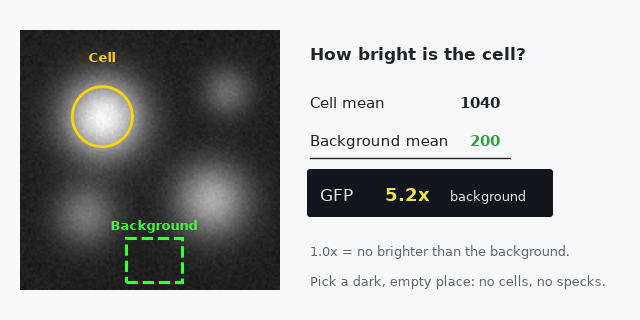 Cell
Background
How bright is the cell?
Cell mean 1040
Background mean 200
GFP 5.2x background
1.0x = no brighter than the background.
Pick a dark, empty place: no cells, no specks.